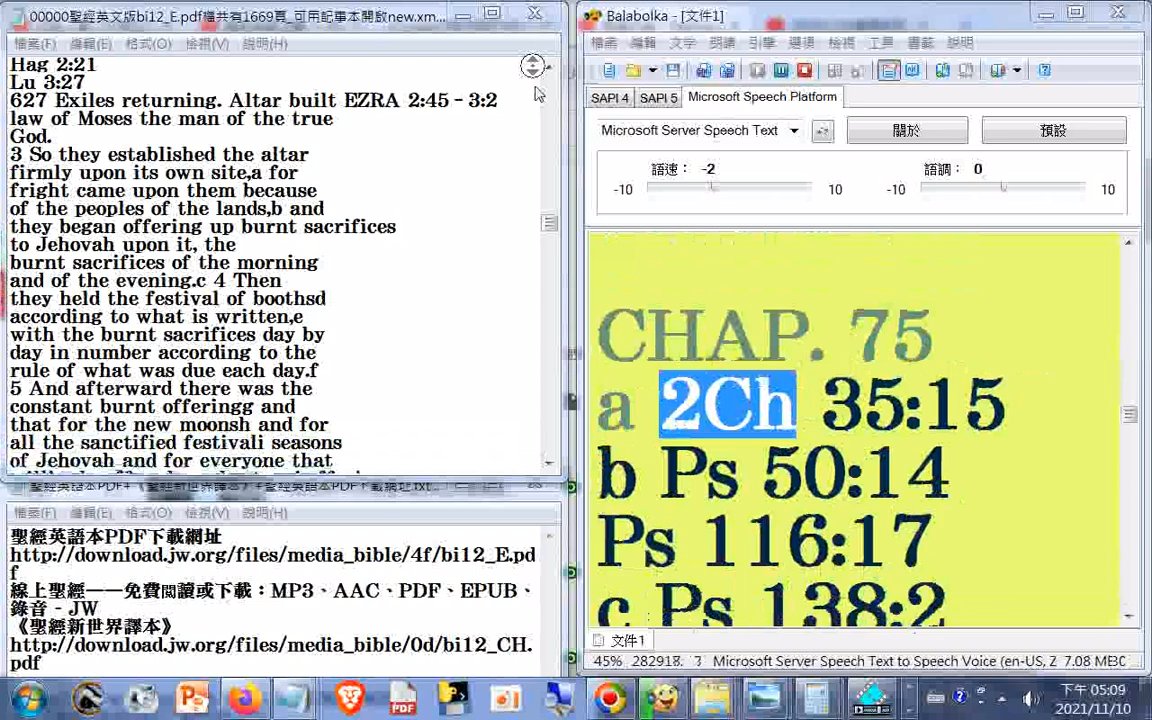 00000聖經英文版bi12_E.pdf檔共有1669頁_可用記事本開啟new.xm...
檔案(F) 編輯(E) 格式(O) 檢視(V) 說明(H)
Hag 2:21
Lu 3:27
627 Exiles returning. Altar built EZRA 2:45 – 3:2
law of Moses the man of the true
God.
3 So they established the altar
firmly upon its own site,a for
fright came upon them because
of the peoples of the lands,b and
they began offering up burnt sacrifices
to Jehovah upon it, the
burnt sacrifices of the morning
and of the evening.c 4 Then
they held the festival of boothsd
according to what is written,e
with the burnt sacrifices day by
day in number according to the
rule of what was due each day.f
5 And afterward there was the
constant burnt offeringg and
that for the new moonsh and for
all the sanctified festivali seasons
of Jehovah and for everyone that
檔案(F) 編輯(E) 格式(O) 檢視(V) 說明(H)
聖經英語本PDF下載網址
http://download.jw.org/files/media_bible/4f/bi12_E.pd
f
線上聖經——免費閱讀或下載：MP3、AAC、PDF、EPUB、
錄音 - JW
《聖經新世界譯本》
http://download.jw.org/files/media_bible/0d/bi12_CH.
pdf
Balabolka - [文件1]
檔案 編輯 文字 朗讀 引擎 選項 檢視 工具 書籤 說明
SAPI 4 SAPI 5 Microsoft Speech Platform
Microsoft Server Speech Text 關於 預設
語速： -2 語調： 0
-10 10 -10 10
CHAP. 75
a 2Ch 35:15
b Ps 50:14
Ps 116:17
c Ps 138:2
文件1
45% Microsoft Server Speech Text to Speech Voice (en-US, Z 7.08 MB
PDF
下午 05:09
2021/11/10